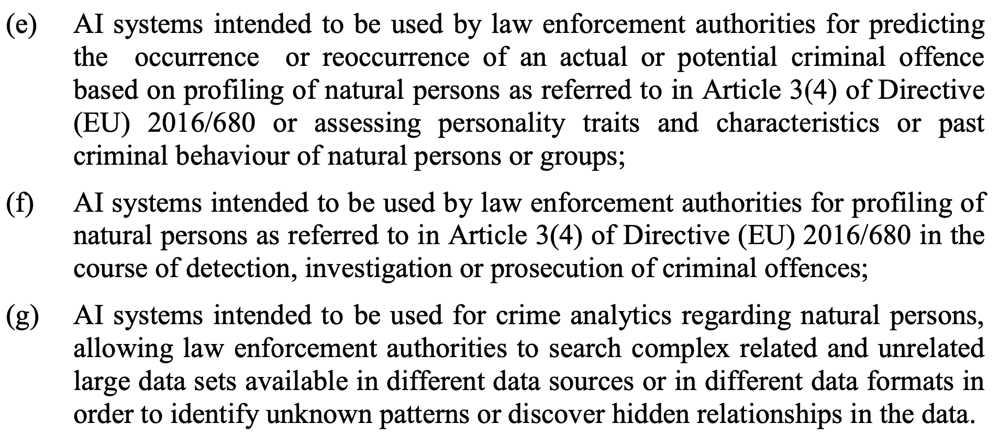 (e) AI systems intended to be used by law enforcement authorities for predicting
the occurrence or reoccurrence of an actual or potential criminal offence
based on profiling of natural persons as referred to in Article 3(4) of Directive
(EU) 2016/680 or assessing personality traits and characteristics or past
criminal behaviour of natural persons or groups;
(f) AI systems intended to be used by law enforcement authorities for profiling of
natural persons as referred to in Article 3(4) of Directive (EU) 2016/680 in the
course of detection, investigation or prosecution of criminal offences;
(g) AI systems intended to be used for crime analytics regarding natural persons,
allowing law enforcement authorities to search complex related and unrelated
large data sets available in different data sources or in different data formats in
order to identify unknown patterns or discover hidden relationships in the data.